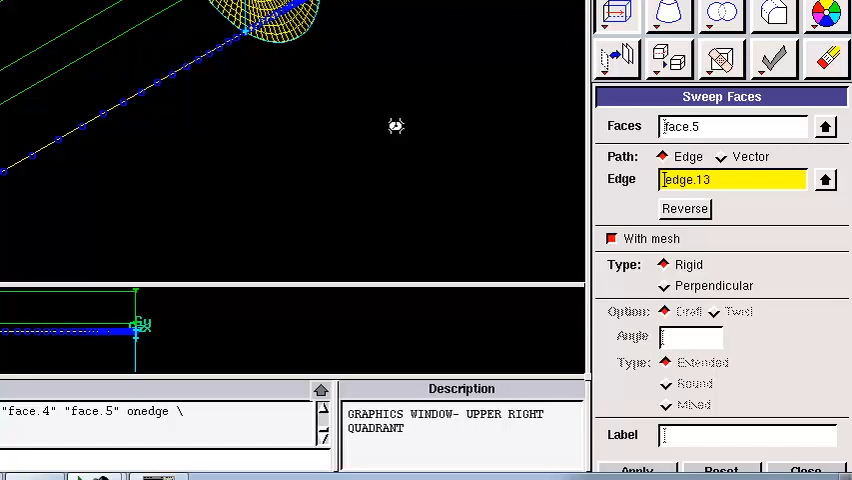 Sweep Faces
Faces face.5
Path: Edge Vector
Edge edge.13
Reverse
With mesh
Type: Rigid
Perpendicular
Option: Draft Twist
Angle
Type: Extended
Round
Mixed
Label
Apply Reset Close
"face.4" "face.5" onedge \
Description
GRAPHICS WINDOW- UPPER RIGHT
QUADRANT